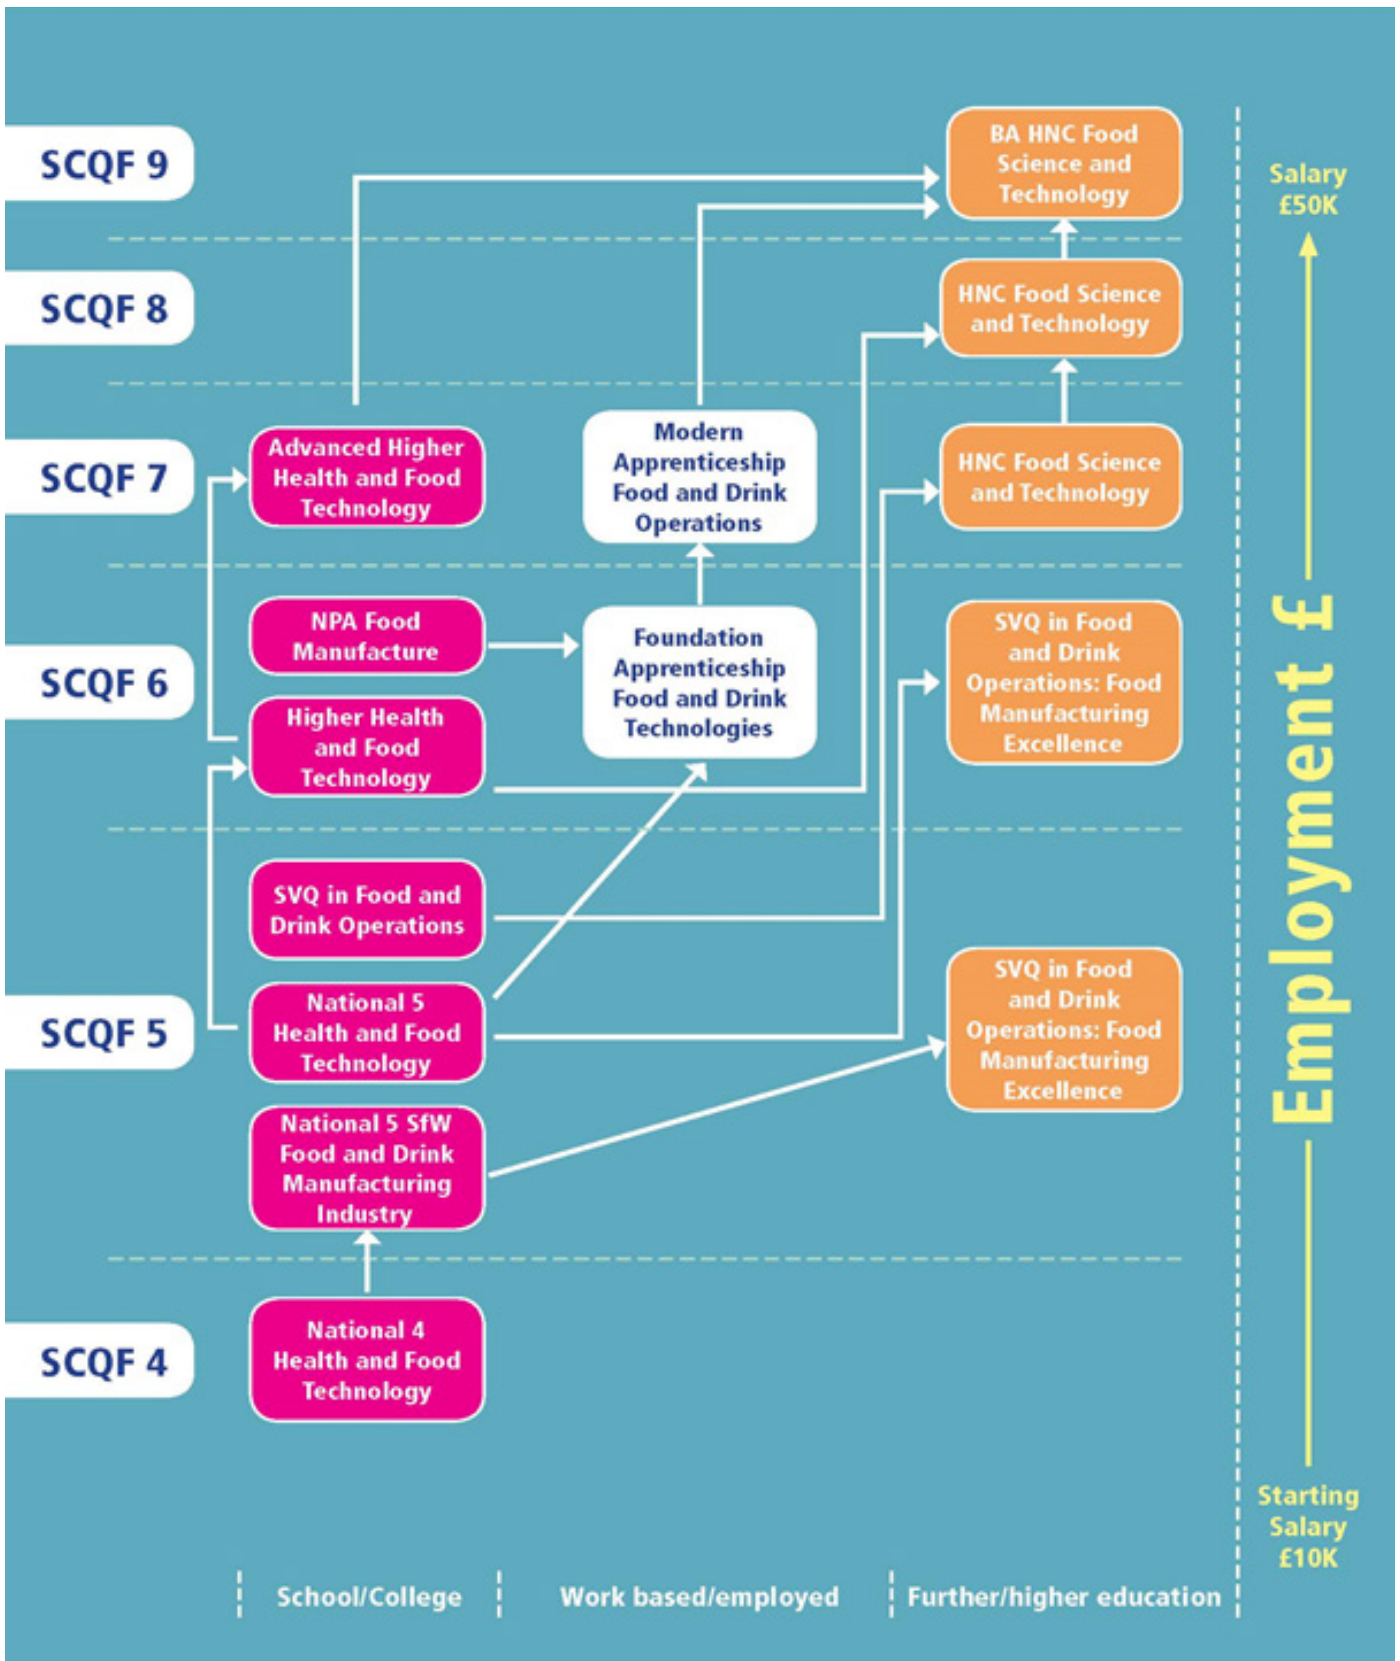 SCQF 9
BA HNC Food
Science and
Technology
Salary
£50K
SCQF 8
HNC Food Science
and Technology
SCQF 7
Advanced Higher
Health and Food
Technology
Modern
Apprenticeship
Food and Drink
Operations
HNC Food Science
and Technology
SCQF 6
NPA Food
Manufacture
Higher Health
and Food
Technology
Foundation
Apprenticeship
Food and Drink
Technologies
SVQ in Food
and Drink
Operations: Food
Manufacturing
Excellence
Employment £
SCQF 5
SVQ in Food and
Drink Operations
National 5
Health and Food
Technology
National 5 SfW
Food and Drink
Manufacturing
Industry
SVQ in Food
and Drink
Operations: Food
Manufacturing
Excellence
SCQF 4
National 4
Health and Food
Technology
Starting
Salary
£10K
School/College
Work based/employed
Further/higher education